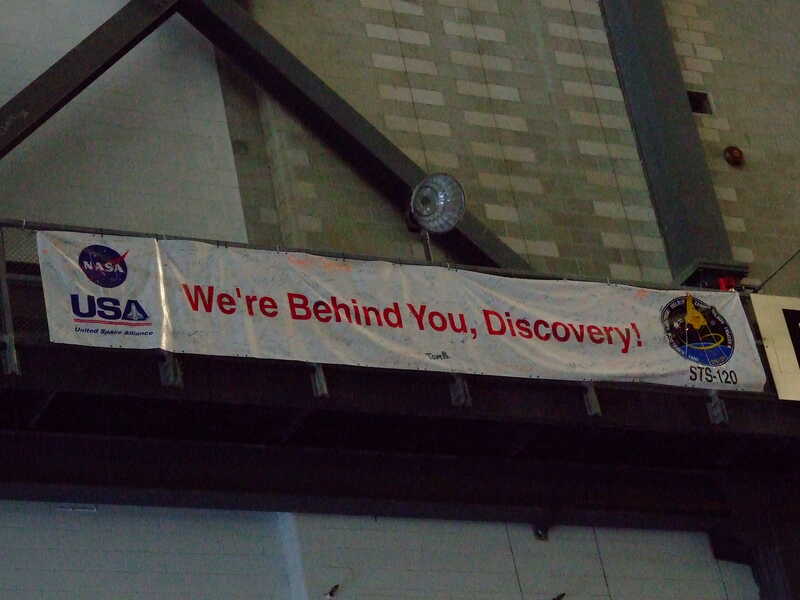 NASA
USA
United Space Alliance
We're Behind You, Discovery!
STS-120